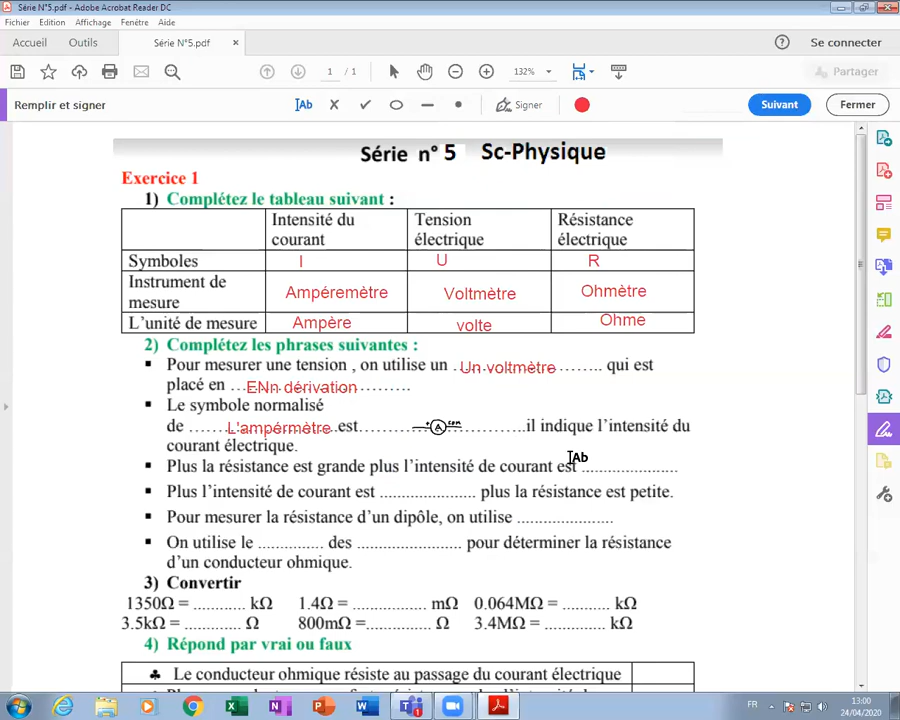 Série N°5.pdf - Adobe Acrobat Reader DC
Fichier Edition Affichage Fenêtre Aide
Accueil Outils Série N°5.pdf × ? Se connecter
1 / 1 132% Partager
Remplir et signer Ab Signer Suivant Fermer
Série n° 5 Sc-Physique
Exercice 1
1) Complétez le tableau suivant :
Intensité du courant Tension électrique Résistance électrique
Symboles I U R
Instrument de mesure Ampéremètre Voltmètre Ohmètre
L'unité de mesure Ampère volte Ohme
2) Complétez les phrases suivantes :
▪ Pour mesurer une tension , on utilise un ..Un voltmètre........ qui est
placé en ...ENn dérivation...........
▪ Le symbole normalisé
de ........L'ampérmètre..est.............+ A com..............il indique l'intensité du
courant électrique.
▪ Plus la résistance est grande plus l'intensité de courant est ......................
Ab
▪ Plus l'intensité de courant est ...................... plus la résistance est petite.
▪ Pour mesurer la résistance d'un dipôle, on utilise ......................
▪ On utilise le .............. des ........................ pour déterminer la résistance
d'un conducteur ohmique.
3) Convertir
1350Ω = ............ kΩ 1.4Ω = ................. mΩ 0.064MΩ = .......... kΩ
3.5kΩ = .............. Ω 800mΩ =............... Ω 3.4MΩ = .............. kΩ
4) Répond par vrai ou faux
♣ Le conducteur ohmique résiste au passage du courant électrique
FR 13:00
24/04/2020